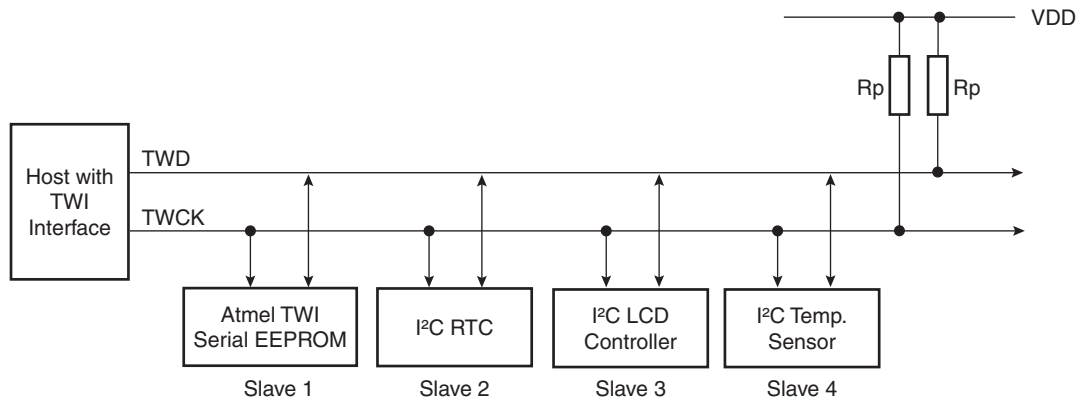 VDD
Rp
Rp
Host with
TWI
Interface
TWD
TWCK
Atmel TWI
Serial EEPROM
Slave 1
I²C RTC
Slave 2
I²C LCD
Controller
Slave 3
I²C Temp.
Sensor
Slave 4